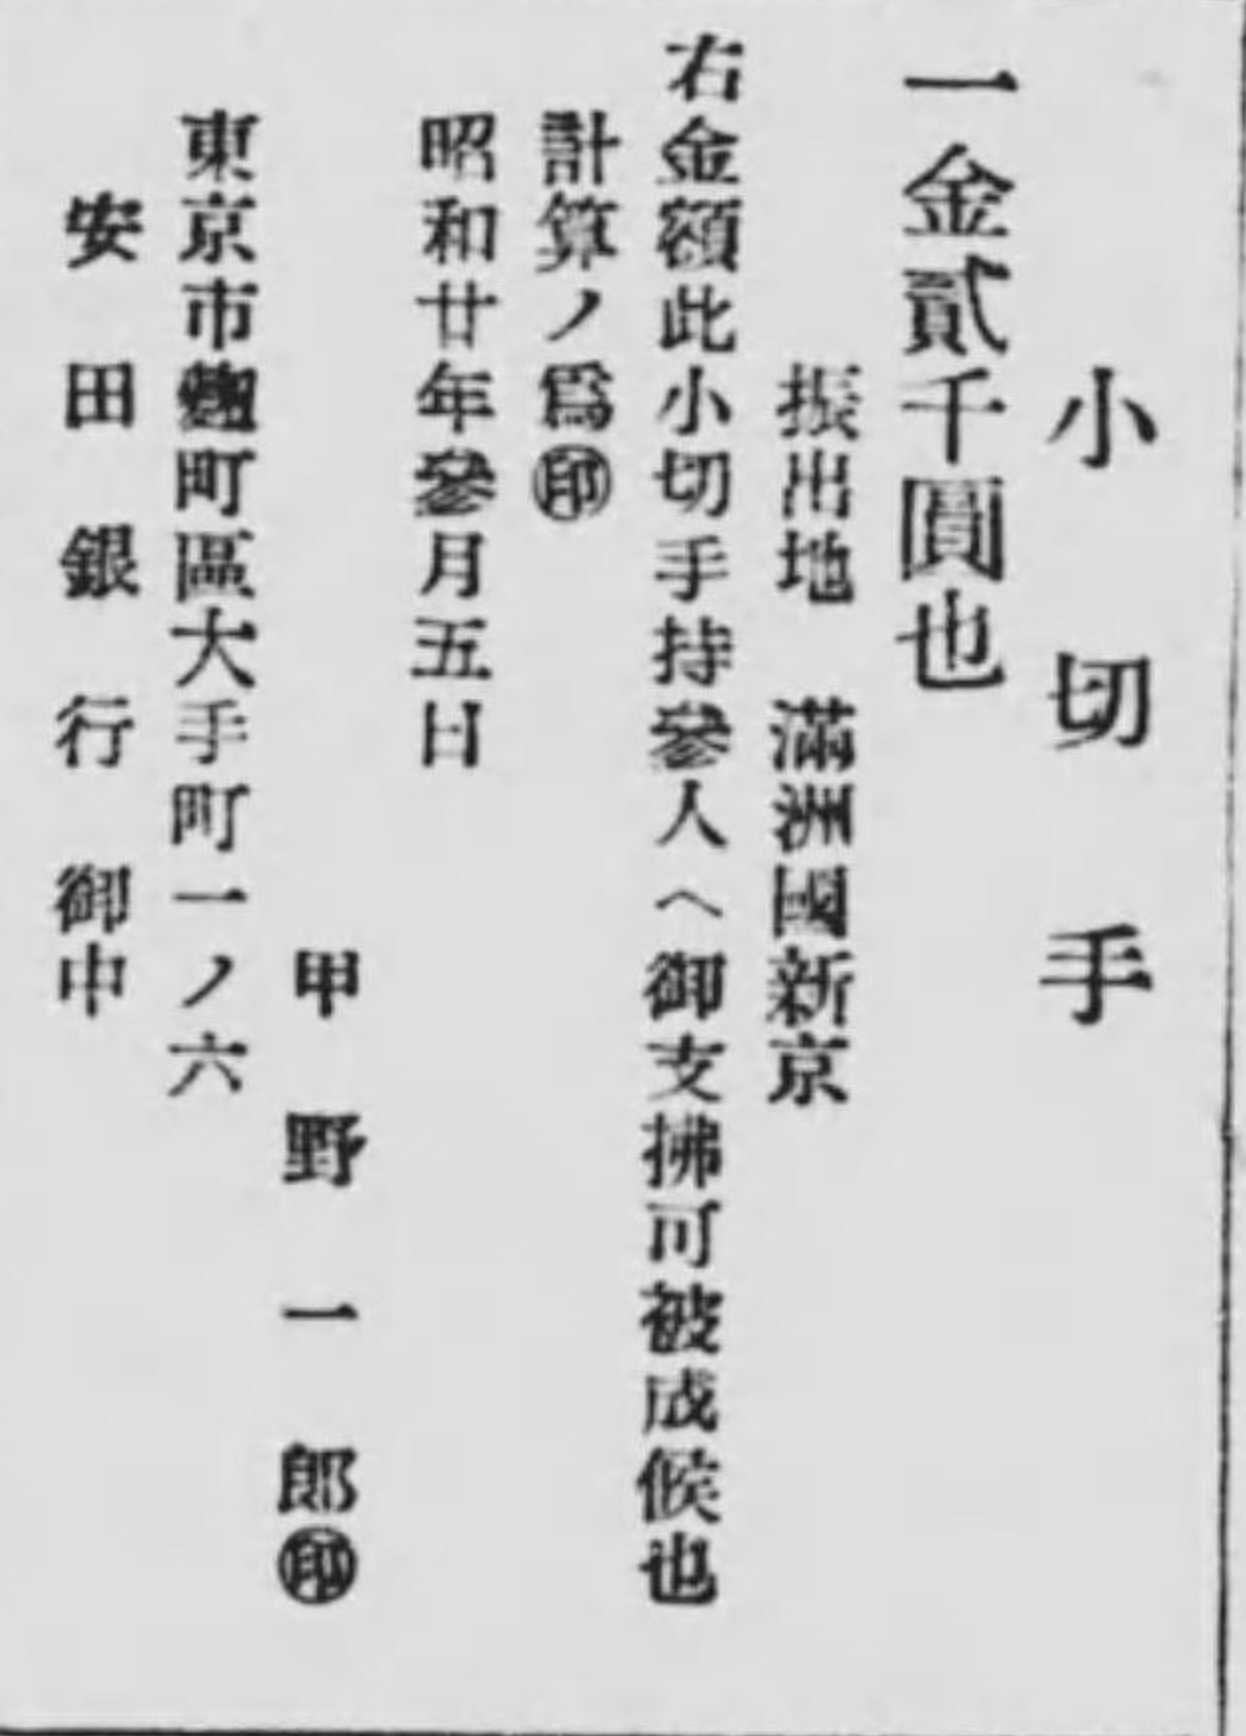 小切手
一金貳千圓也
振出地　滿洲國新京
右金額此小切手持參人へ御支拂可被成候也
計算ノ爲㊞
昭和廿年參月五日
甲野一郎㊞
東京市麴町區大手町一ノ六
安田銀行御中